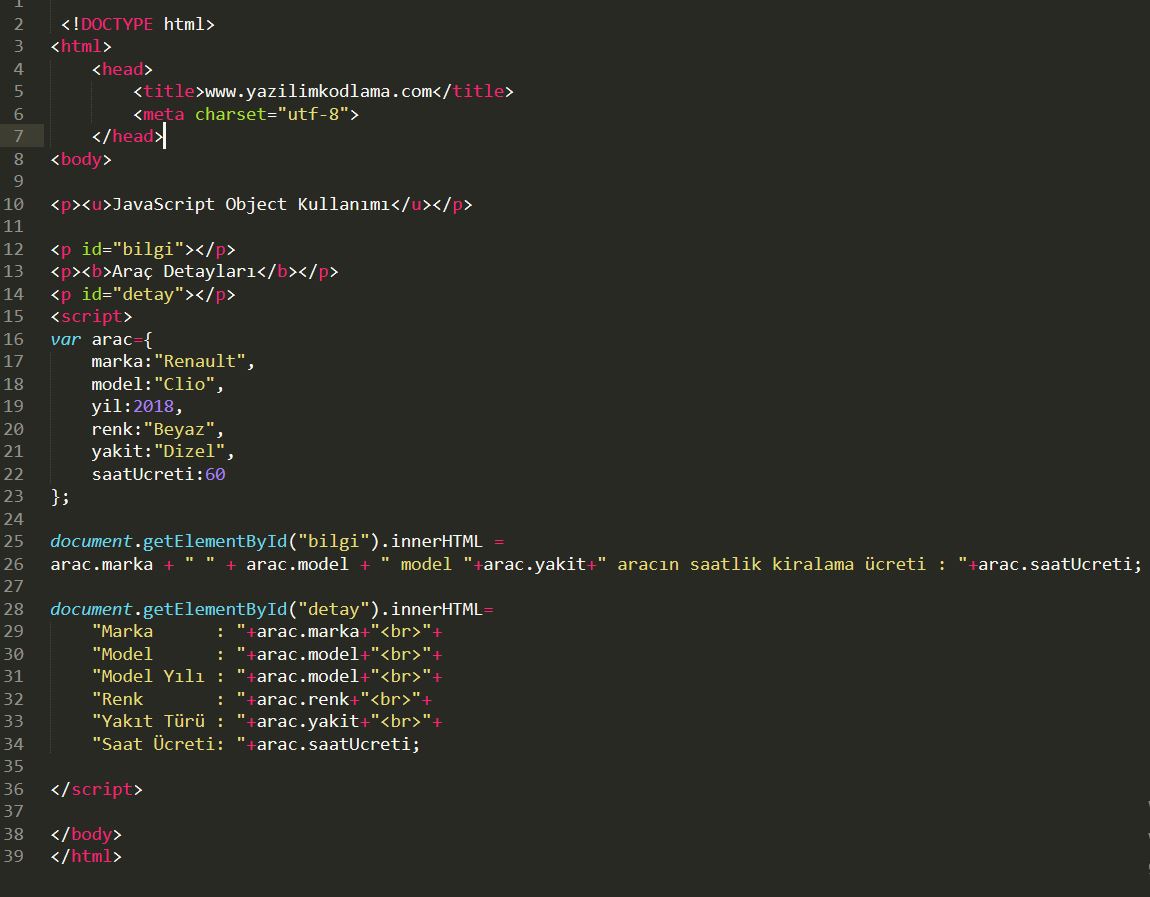 1
2 <!DOCTYPE html>
3 <html>
4     <head>
5         <title>www.yazilimkodlama.com</title>
6         <meta charset="utf-8">
7     </head>
8 <body>
9
10 <p><u>JavaScript Object Kullanımı</u></p>
11
12 <p id="bilgi"></p>
13 <p><b>Araç Detayları</b></p>
14 <p id="detay"></p>
15 <script>
16 var arac={
17     marka:"Renault",
18     model:"Clio",
19     yil:2018,
20     renk:"Beyaz",
21     yakit:"Dizel",
22     saatUcreti:60
23 };
24
25 document.getElementById("bilgi").innerHTML =
26 arac.marka + " " + arac.model + " model "+arac.yakit+" aracın saatlik kiralama ücreti : "+arac.saatUcreti;
27
28 document.getElementById("detay").innerHTML=
29     "Marka      : "+arac.marka+"<br>"+
30     "Model      : "+arac.model+"<br>"+
31     "Model Yılı : "+arac.model+"<br>"+
32     "Renk       : "+arac.renk+"<br>"+
33     "Yakıt Türü : "+arac.yakit+"<br>"+
34     "Saat Ücreti: "+arac.saatUcreti;
35
36 </script>
37
38 </body>
39 </html>